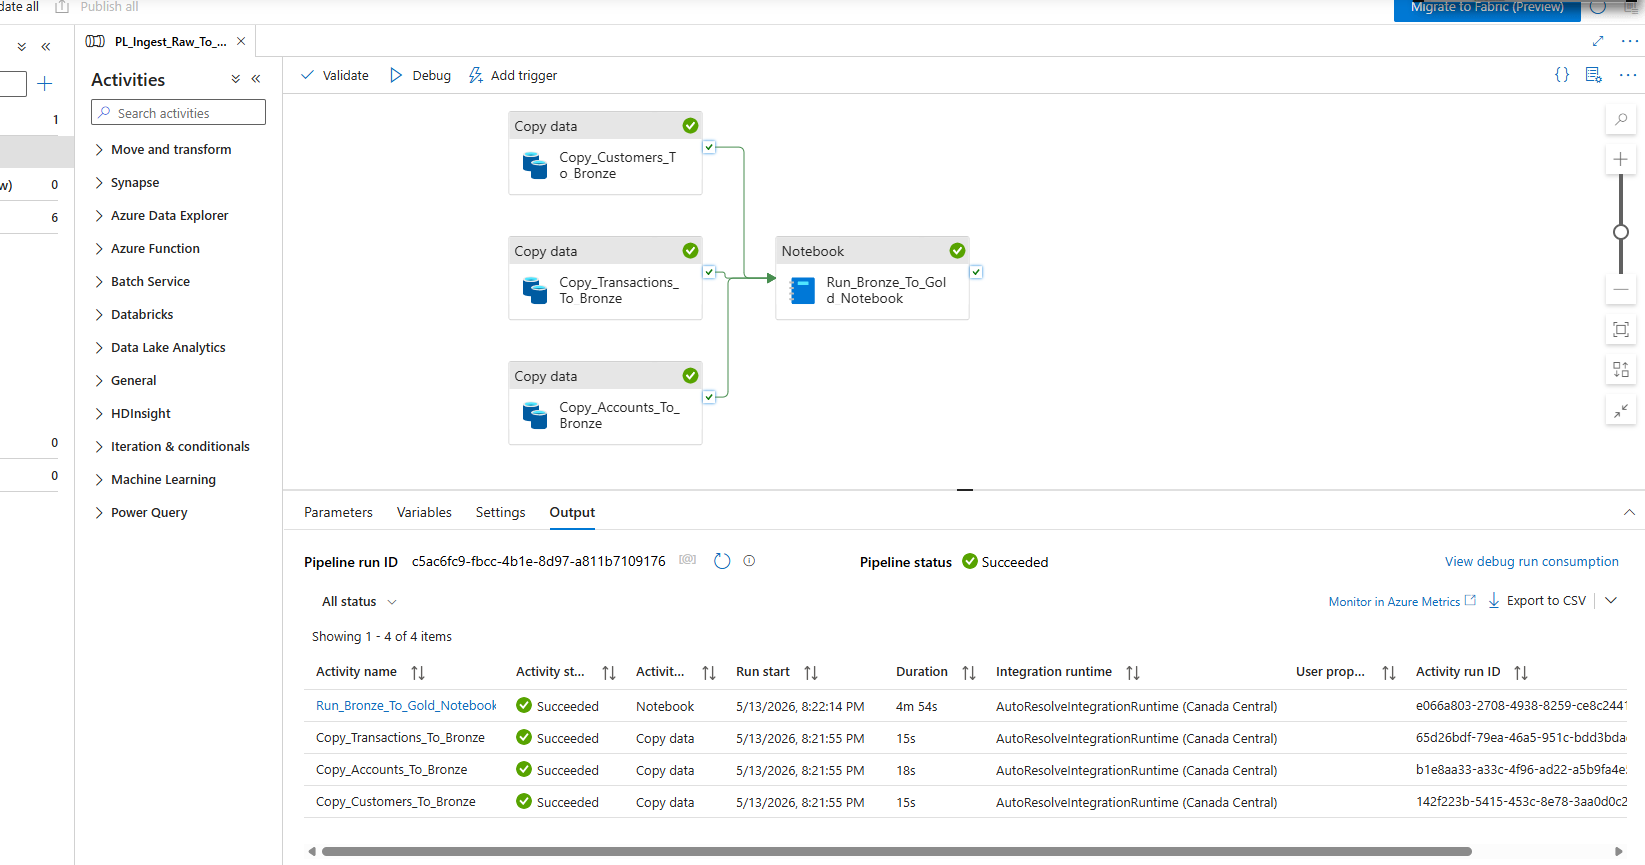 date all Publish all
Migrate to Fabric (Preview)
PL_Ingest_Raw_To_...
Activities
Validate Debug Add trigger
Search activities
1
Move and transform
Synapse
w) 0
Azure Data Explorer
6
Azure Function
Batch Service
Databricks
Data Lake Analytics
General
HDInsight
0
Iteration & conditionals
0
Machine Learning
Power Query
Copy data
Copy_Customers_T
o_Bronze
Copy data
Copy_Transactions_
To_Bronze
Notebook
Run_Bronze_To_Gol
d_Notebook
Copy data
Copy_Accounts_To_
Bronze
Parameters Variables Settings Output
Pipeline run ID c5ac6fc9-fbcc-4b1e-8d97-a811b7109176 [@] Pipeline status Succeeded View debug run consumption
All status
Monitor in Azure Metrics Export to CSV
Showing 1 - 4 of 4 items
Activity name Activity st... Activit... Run start Duration Integration runtime User prop... Activity run ID
Run_Bronze_To_Gold_Notebook Succeeded Notebook 5/13/2026, 8:22:14 PM 4m 54s AutoResolveIntegrationRuntime (Canada Central) e066a803-2708-4938-8259-ce8c2441
Copy_Transactions_To_Bronze Succeeded Copy data 5/13/2026, 8:21:55 PM 15s AutoResolveIntegrationRuntime (Canada Central) 65d26bdf-79ea-46a5-951c-bdd3bda
Copy_Accounts_To_Bronze Succeeded Copy data 5/13/2026, 8:21:55 PM 18s AutoResolveIntegrationRuntime (Canada Central) b1e8aa33-a33c-4f96-ad22-a5b9fa4e
Copy_Customers_To_Bronze Succeeded Copy data 5/13/2026, 8:21:55 PM 15s AutoResolveIntegrationRuntime (Canada Central) 142f223b-5415-453c-8e78-3aa0d0c2